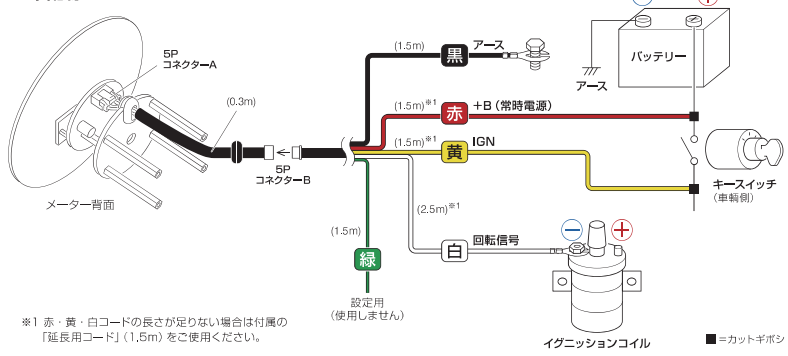 5P
コネクターA
(0.3m)
メーター背面
5P
コネクターB
(1.5m)
黒
アース
(1.5m)※1
赤
+B(常時電源)
(1.5m)※1
黄
IGN
(2.5m)※1
白
回転信号
(1.5m)
緑
設定用
(使用しません)
− +
バッテリー
アース
キースイッチ
(車輌側)
− +
イグニッションコイル
※1 赤・黄・白コードの長さが足りない場合は付属の
「延長用コード」(1.5m)をご使用ください。
■=カットギボシ